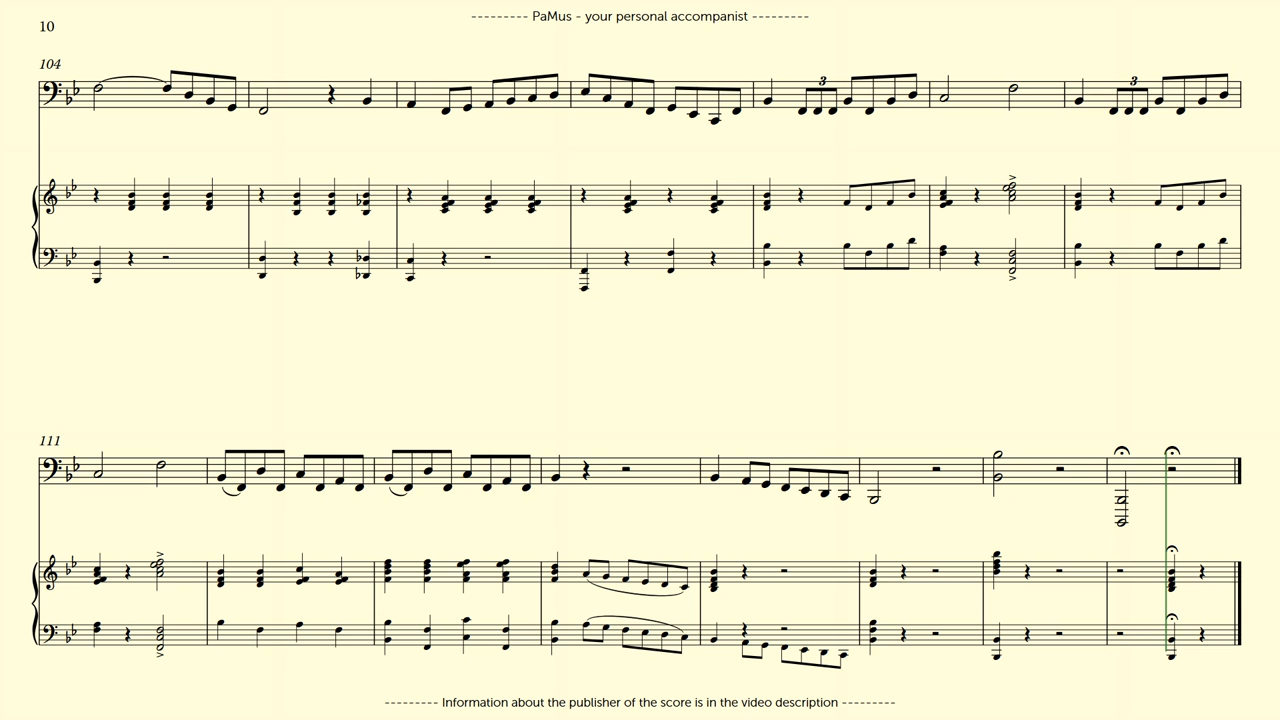 --------- PaMus - your personal accompanist ---------
10
104
3
3
111
--------- Information about the publisher of the score is in the video description ---------